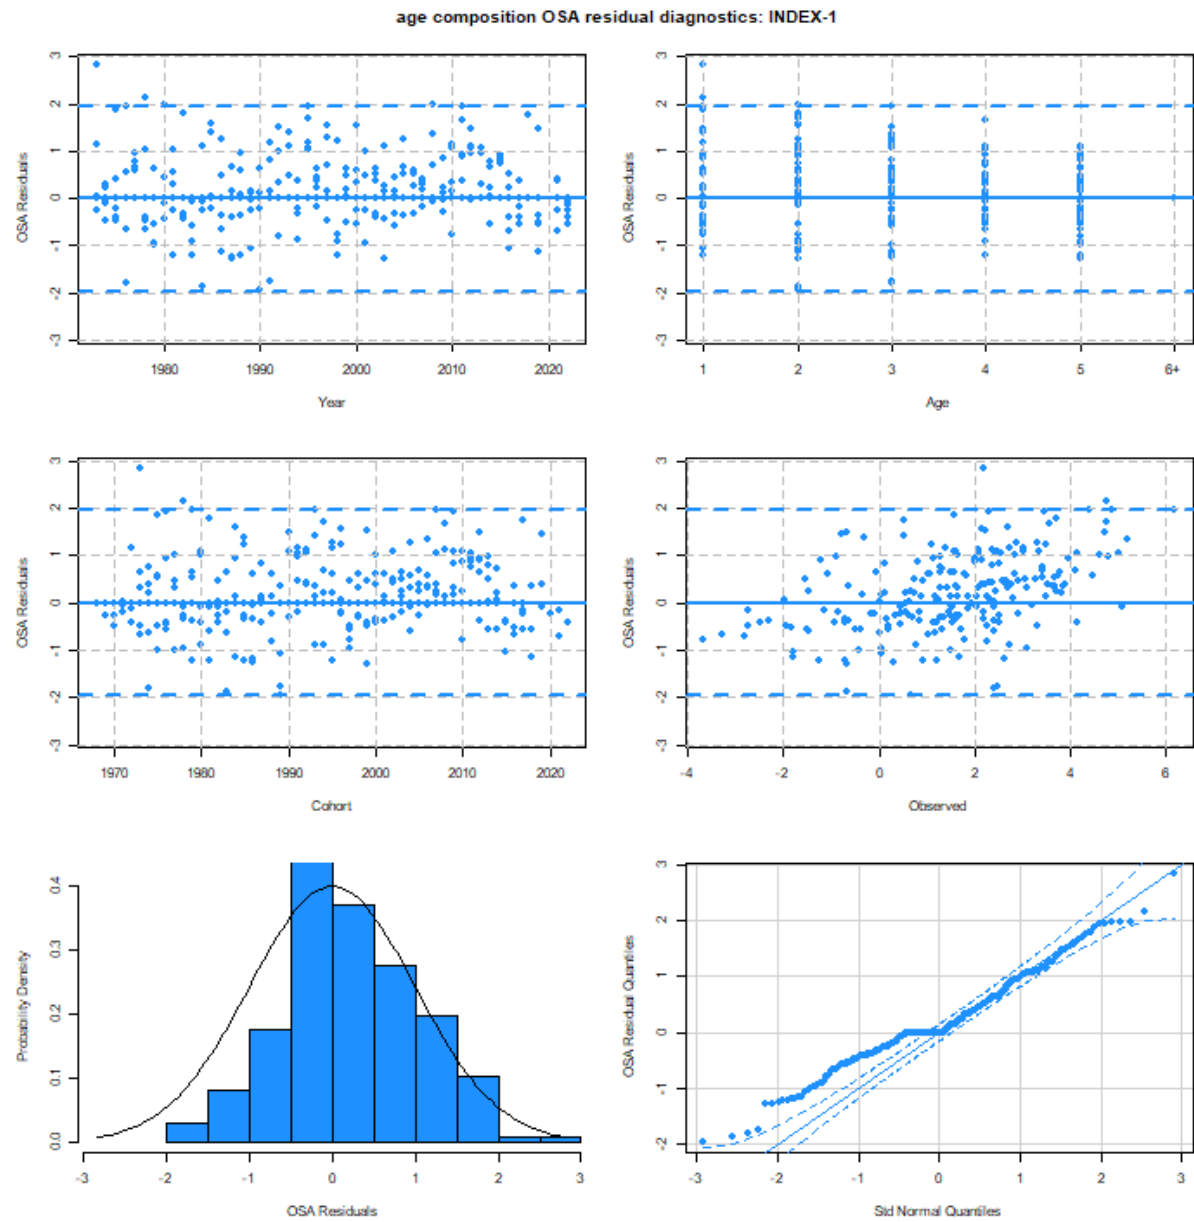 age composition OSA residual diagnostics: INDEX-1
OSA Residuals
3
2
1
0
-1
-2
-3
1980 1990 2000 2010 2020
Year
OSA Residuals
3
2
1
0
-1
-2
-3
1 2 3 4 5 6+
Age
OSA Residuals
3
2
1
0
-1
-2
-3
1970 1980 1990 2000 2010 2020
Cohort
OSA Residuals
3
2
1
0
-1
-2
-3
-4 -2 0 2 4 6
Observed
Probability Density
0.4
0.3
0.2
0.1
0.0
-3 -2 -1 0 1 2 3
OSA Residuals
OSA Residual Quantiles
3
2
1
0
-1
-2
-3 -2 -1 0 1 2 3
Std Normal Quantiles